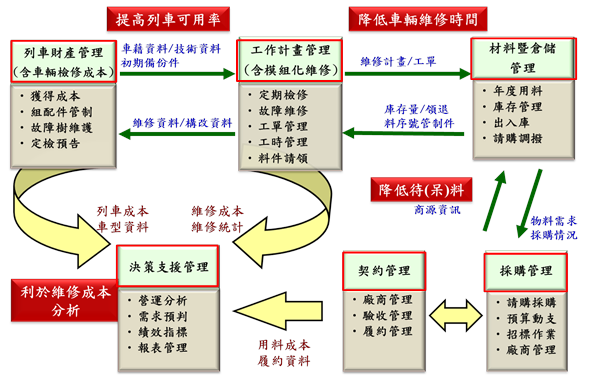 提高列車可用率
降低車輛維修時間
列車財產管理
(含車輛檢修成本)
• 獲得成本
• 組配件管制
• 故障樹維護
• 定檢預告
車籍資料/技術資料
初期備份件
維修資料/構改資料
工作計畫管理
(含模組化維修)
• 定期檢修
• 故障維修
• 工單管理
• 工時管理
• 料件請領
維修計畫/工單
庫存量/領退
料序號管制件
材料暨倉儲
管理
• 年度用料
• 庫存管理
• 出入庫
• 請購調撥
降低待(呆)料
商源資訊
物料需求
採購情況
列車成本
車型資料
維修成本
維修統計
利於維修成本
分析
決策支援管理
• 營運分析
• 需求預判
• 績效指標
• 報表管理
用料成本
履約資料
契約管理
• 廠商管理
• 驗收管理
• 履約管理
採購管理
• 請購採購
• 預算動支
• 招標作業
• 廠商管理